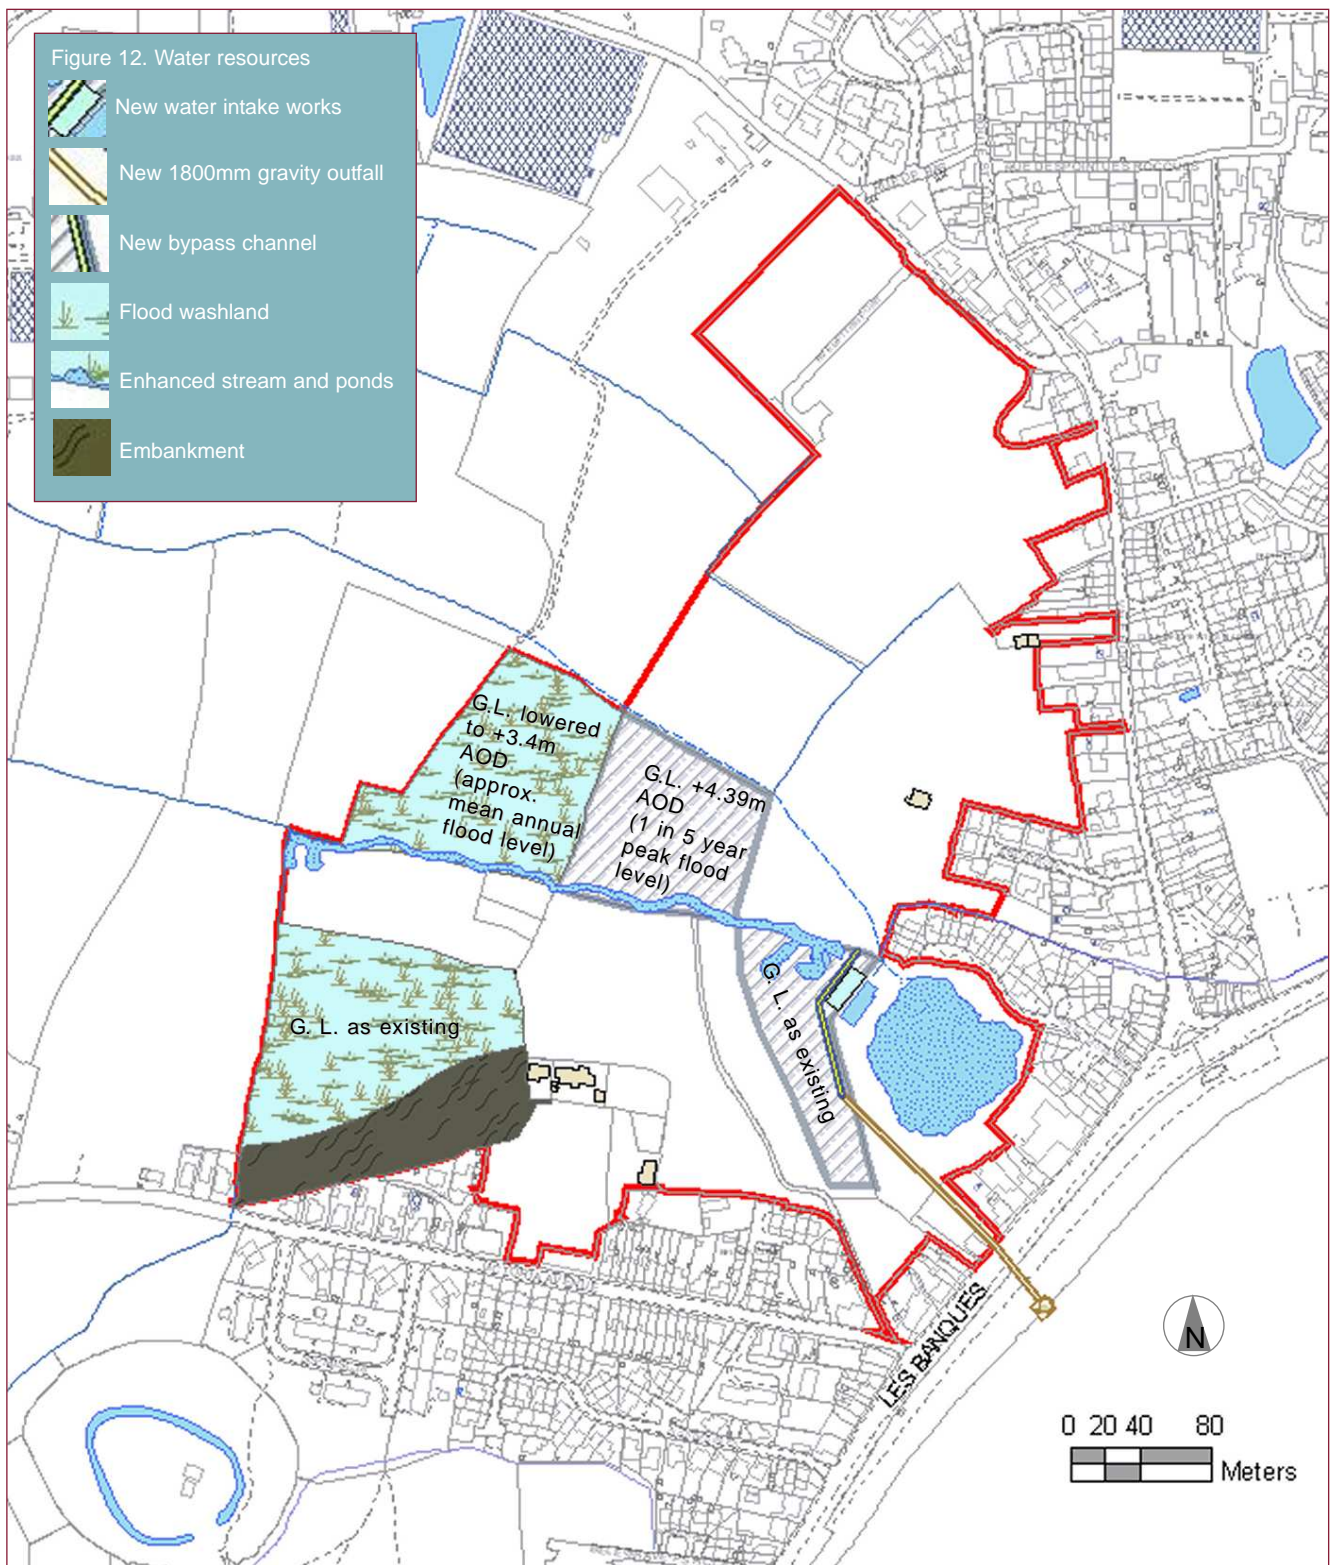 Figure 12. Water resources
New water intake works
New 1800mm gravity outfall
New bypass channel
Flood washland
Enhanced stream and ponds
Embankment
G.L. lowered
to +3.4m
AOD
(approx.
mean annual
flood level)
G.L. +4.39m
AOD
(1 in 5 year
peak flood
level)
G. L. as existing
G. L. as existing
LES BANQUES
N
0 20 40 80
Meters